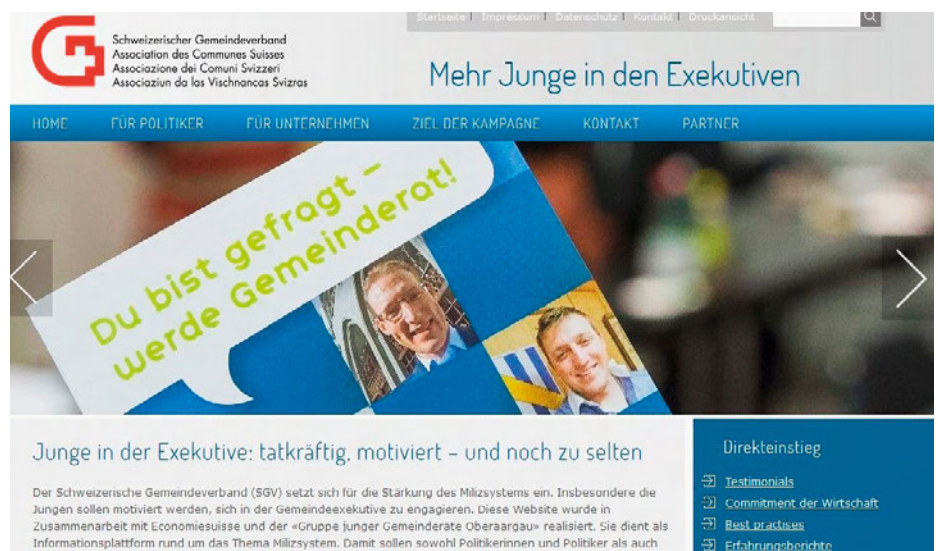 Startseite | Impressum | Datenschutz | Kontakt | Druckansicht
Schweizerischer Gemeindeverband
Association des Communes Suisses
Associazione dei Comuni Svizzeri
Associaziun da las Vischnancas Svizras
Mehr Junge in den Exekutiven
HOME FÜR POLITIKER FÜR UNTERNEHMEN ZIEL DER KAMPAGNE KONTAKT PARTNER
Du bist gefragt –
werde Gemeinderat!
Junge in der Exekutive: tatkräftig, motiviert – und noch zu selten
Der Schweizerische Gemeindeverband (SGV) setzt sich für die Stärkung des Milizsystems ein. Insbesondere die
Jungen sollen motiviert werden, sich in der Gemeindeexekutive zu engagieren. Diese Website wurde in
Zusammenarbeit mit Economiesuisse und der «Gruppe junger Gemeinderäte Oberaargau» realisiert. Sie dient als
Informationsplattform rund um das Thema Milizsystem. Damit sollen sowohl Politikerinnen und Politiker als auch
Direkteinstieg
Testimonials
Commitment der Wirtschaft
Best practises
Erfahrungsberichte